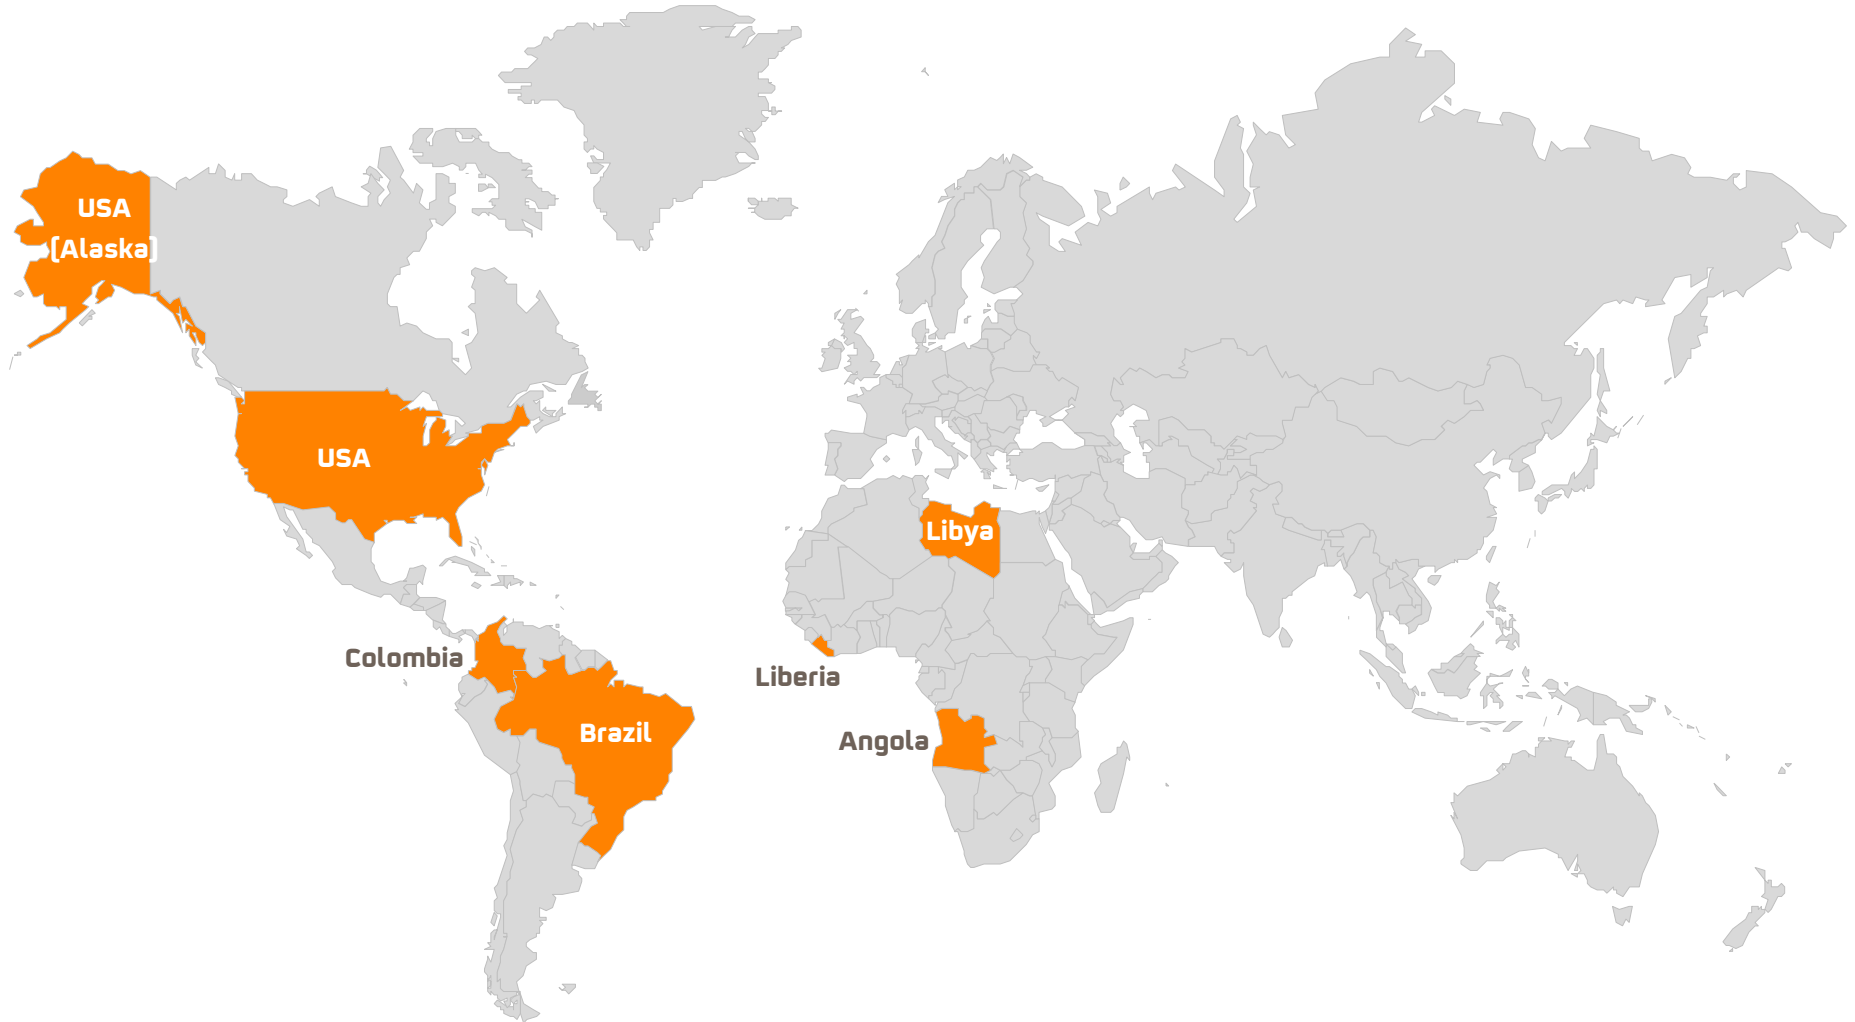 USA
[Alaska]
USA
Libya
Colombia
Liberia
Brazil
Angola